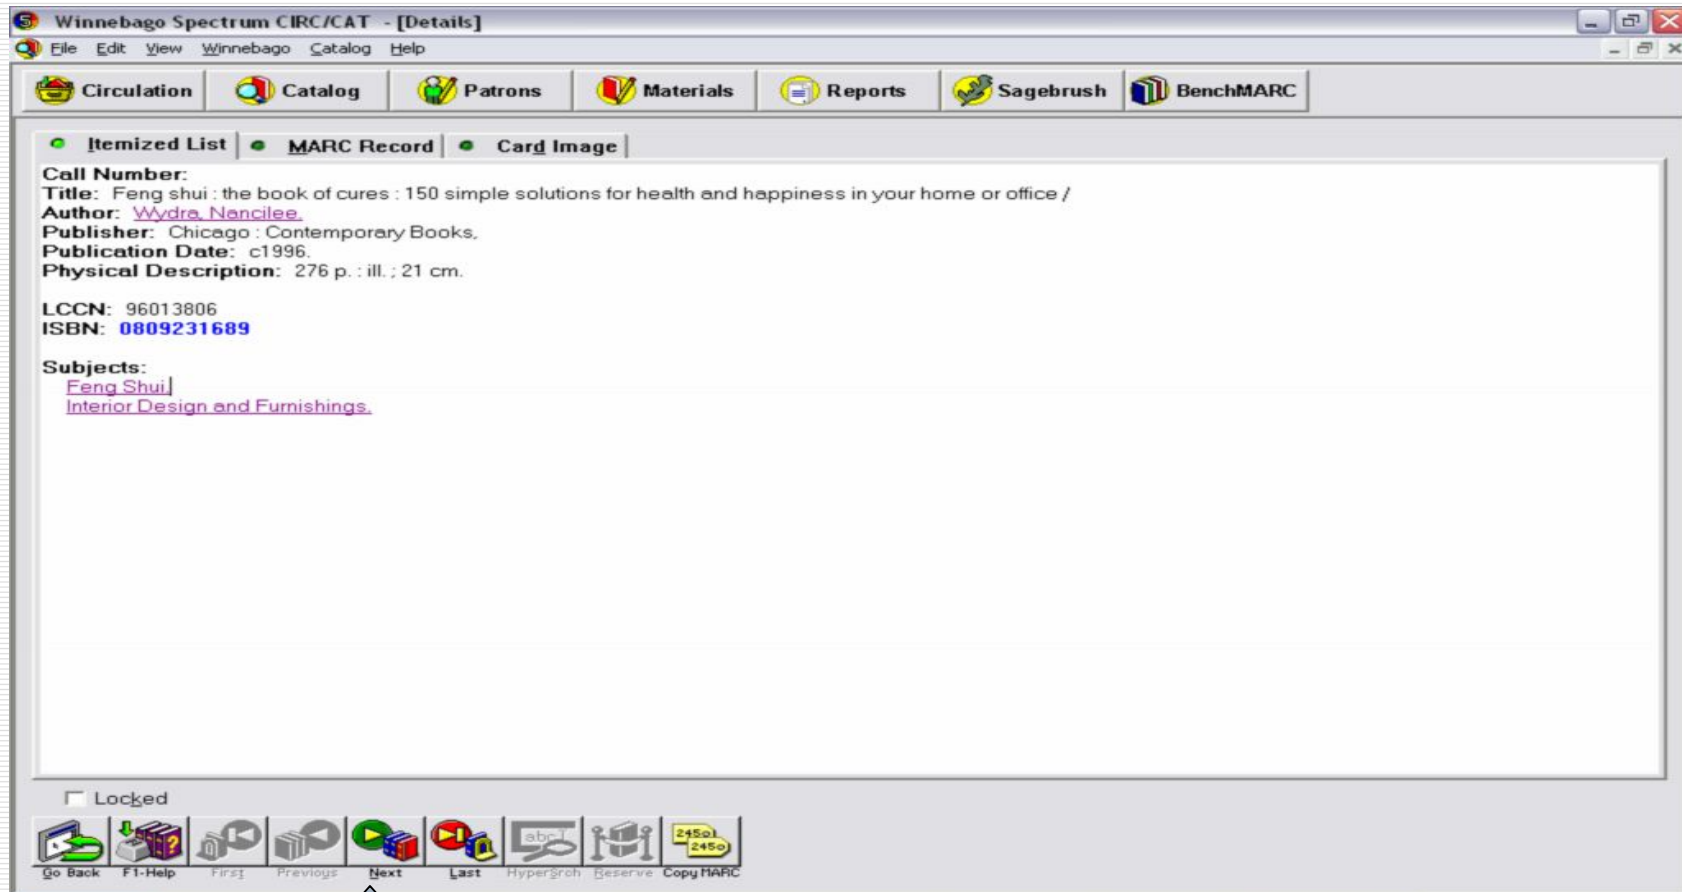 Winnebago Spectrum CIRC/CAT - [Details]
File Edit View Winnebago Catalog Help
Circulation Catalog Patrons Materials Reports Sagebrush BenchMARC
Itemized List MARC Record Card Image
Call Number:
Title: Feng shui : the book of cures : 150 simple solutions for health and happiness in your home or office /
Author: Wydra, Nancilee.
Publisher: Chicago : Contemporary Books,
Publication Date: c1996.
Physical Description: 276 p. : ill. ; 21 cm.
LCCN: 96013806
ISBN: 0809231689
Subjects:
Feng Shui.
Interior Design and Furnishings.
Locked
abc 2450 2450
Go Back F1-Help First Previous Next Last HyperSrch Reserve Copy MARC